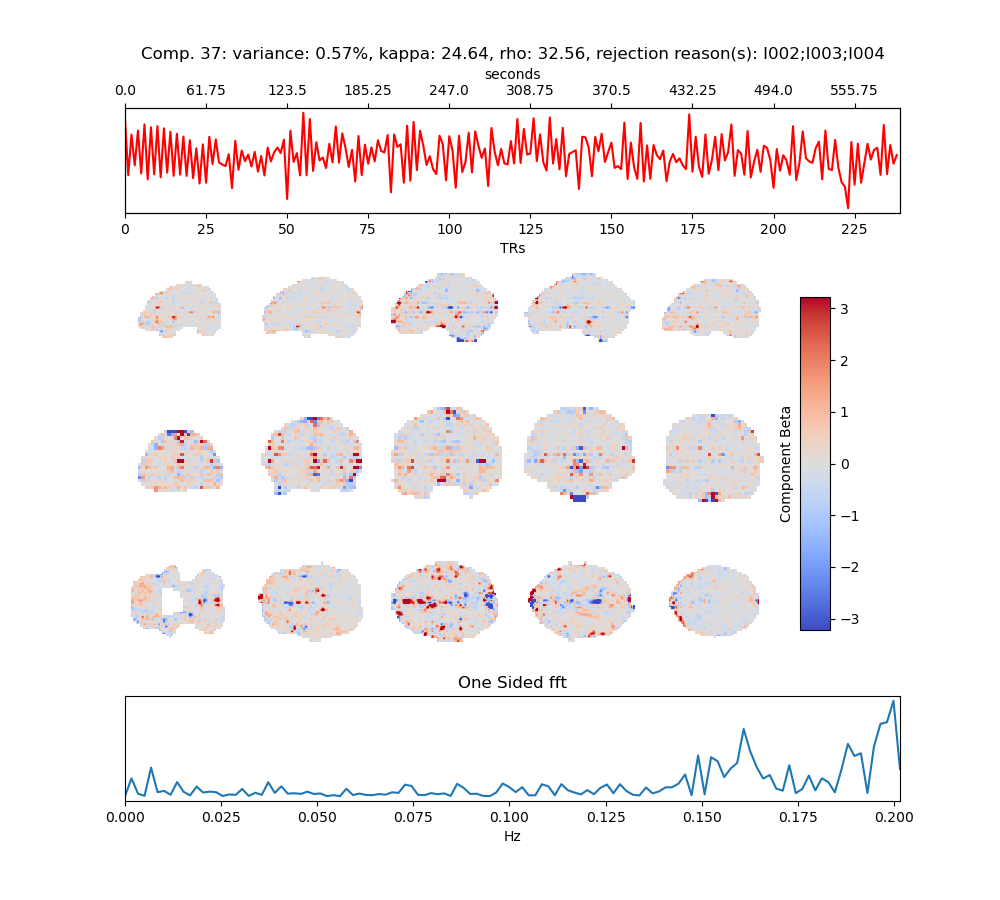 Comp. 37: variance: 0.57%, kappa: 24.64, rho: 32.56, rejection reason(s): I002;I003;I004
seconds
0.0 61.75 123.5 185.25 247.0 308.75 370.5 432.25 494.0 555.75
0 25 50 75 100 125 150 175 200 225
TRs
3
2
1
0
−1
−2
−3
Component Beta
One Sided fft
0.000 0.025 0.050 0.075 0.100 0.125 0.150 0.175 0.200
Hz